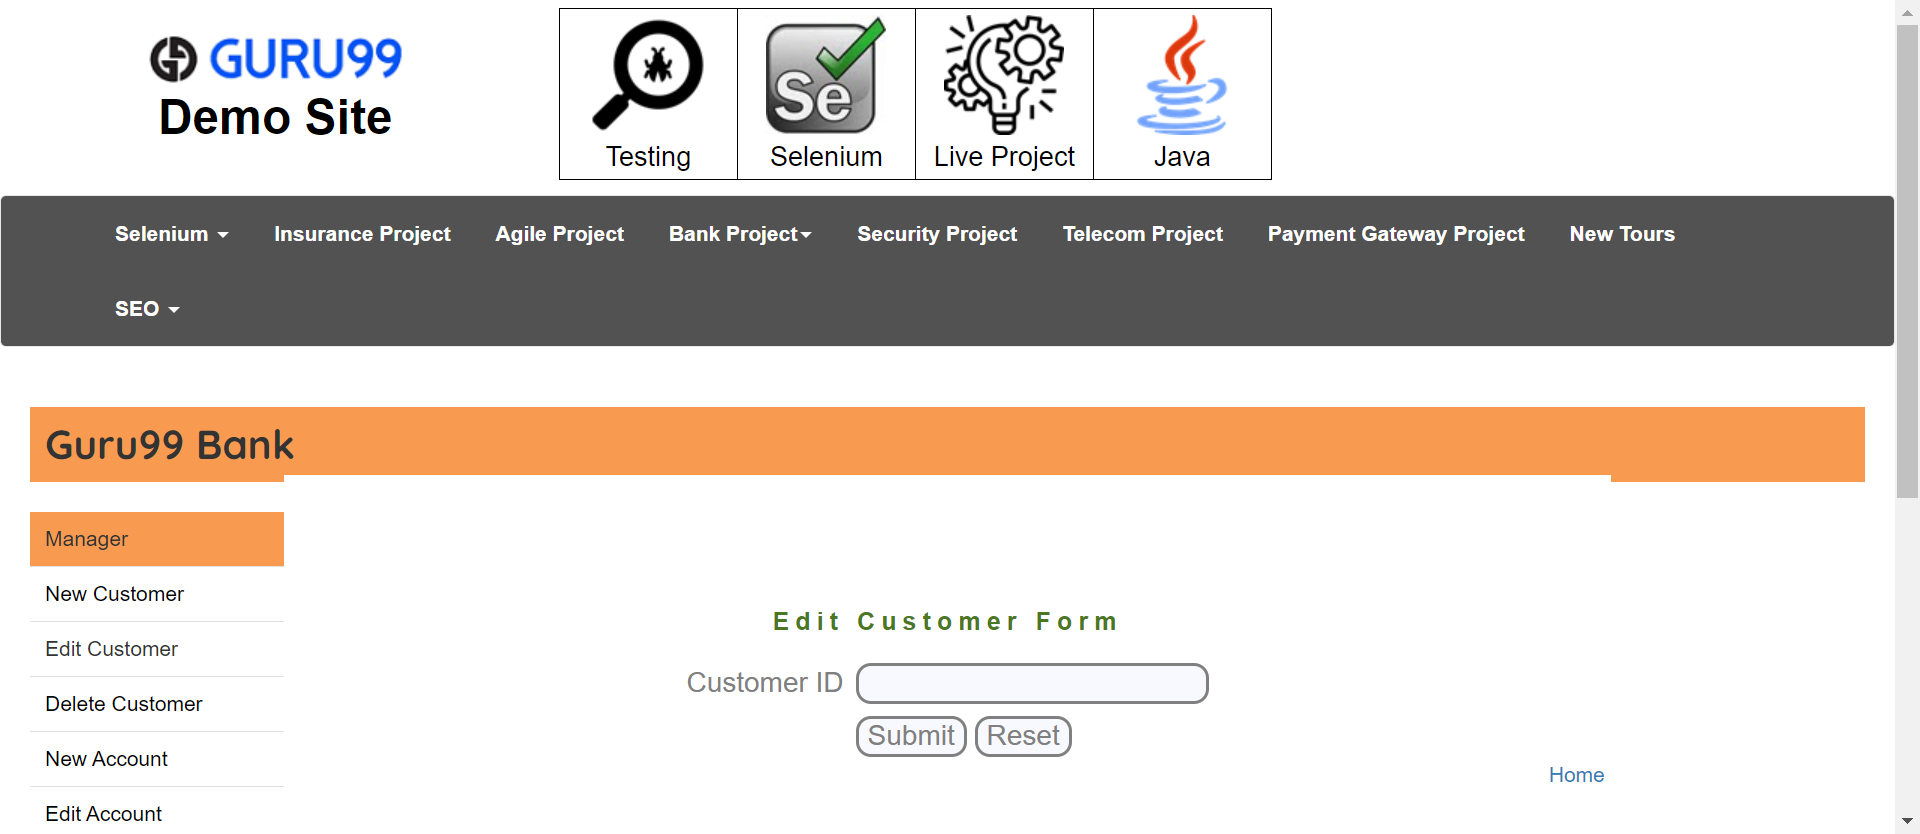 GURU99
Demo Site
Se
Testing
Selenium
Live Project
Java
Selenium
Insurance Project
Agile Project
Bank Project
Security Project
Telecom Project
Payment Gateway Project
New Tours
SEO
Guru99 Bank
Manager
New Customer
Edit Customer
Delete Customer
New Account
Edit Account
Edit Customer Form
Customer ID
Submit
Reset
Home